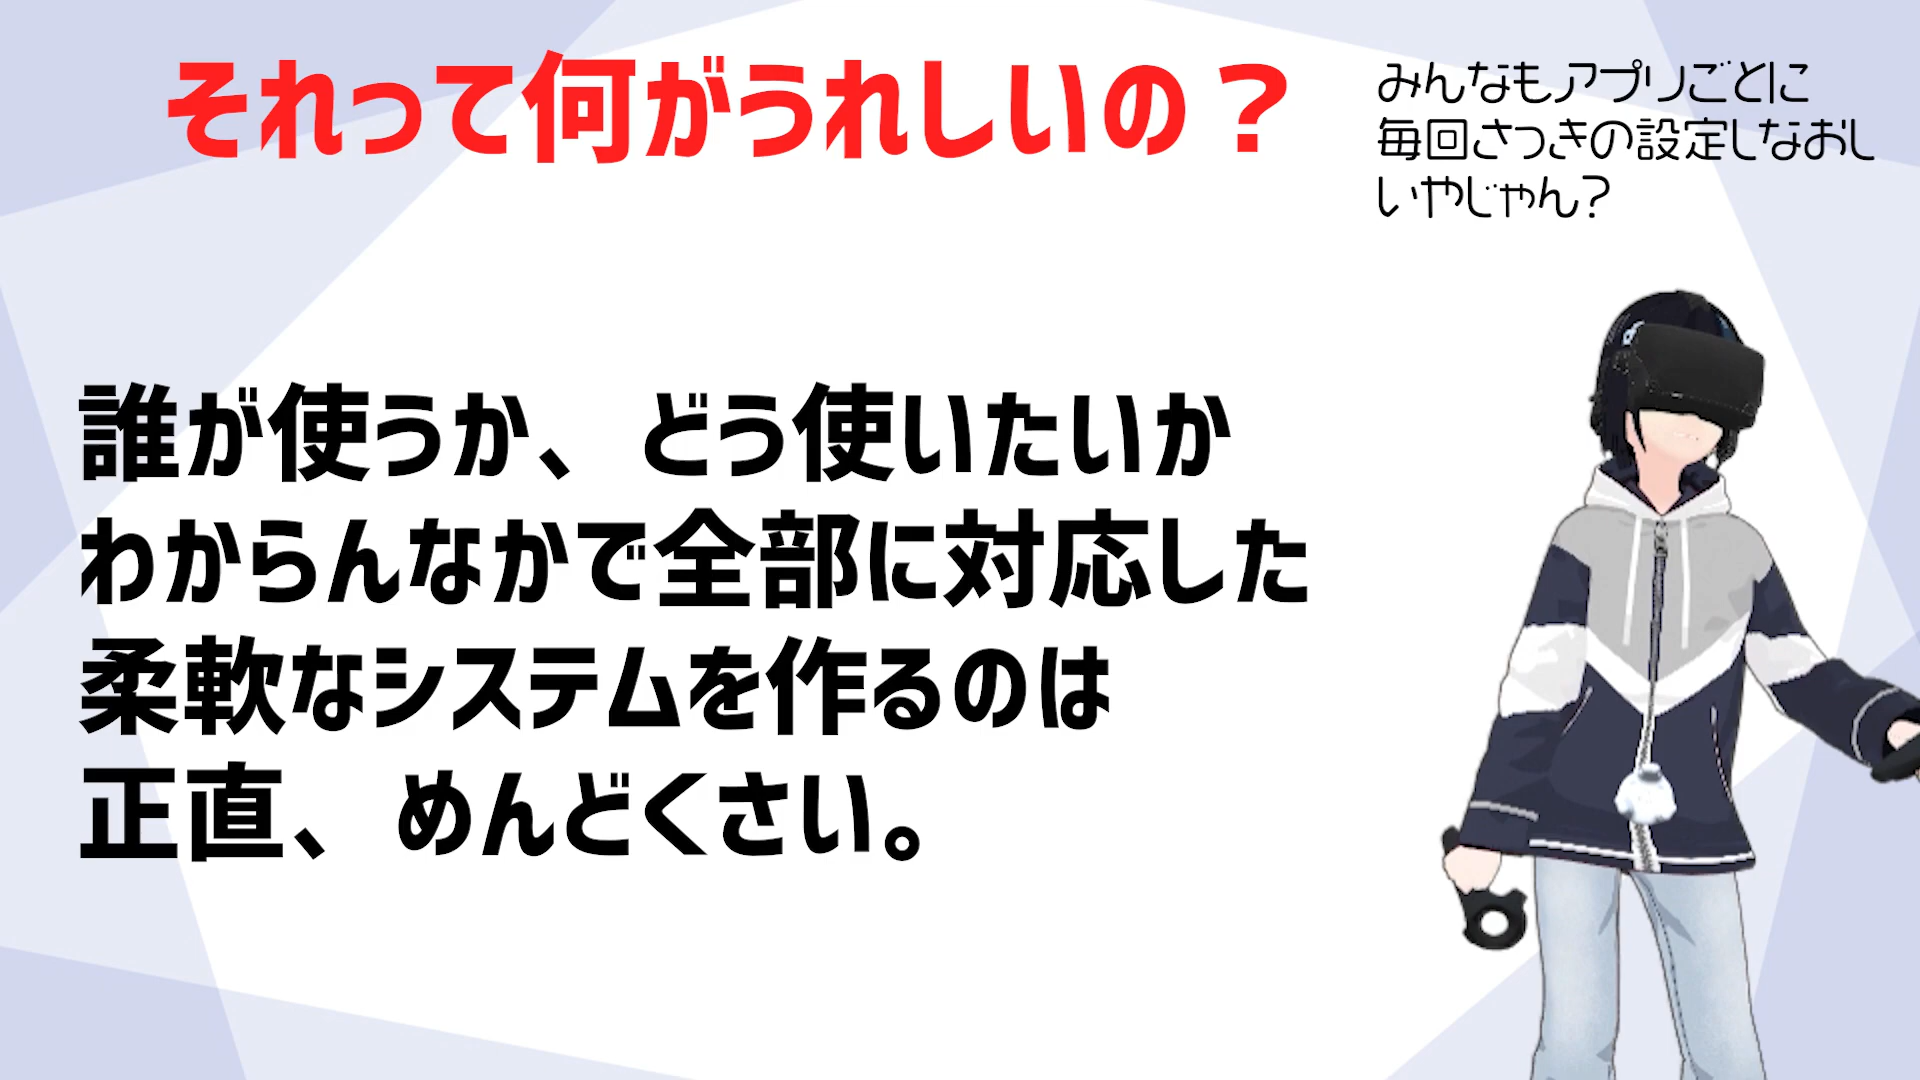 それって何がうれしいの？
みんなもアプリごとに
毎回さっきの設定しなおし
いやじゃん?
誰が使うか、どう使いたいか
わからんなかで全部に対応した
柔軟なシステムを作るのは
正直、めんどくさい。